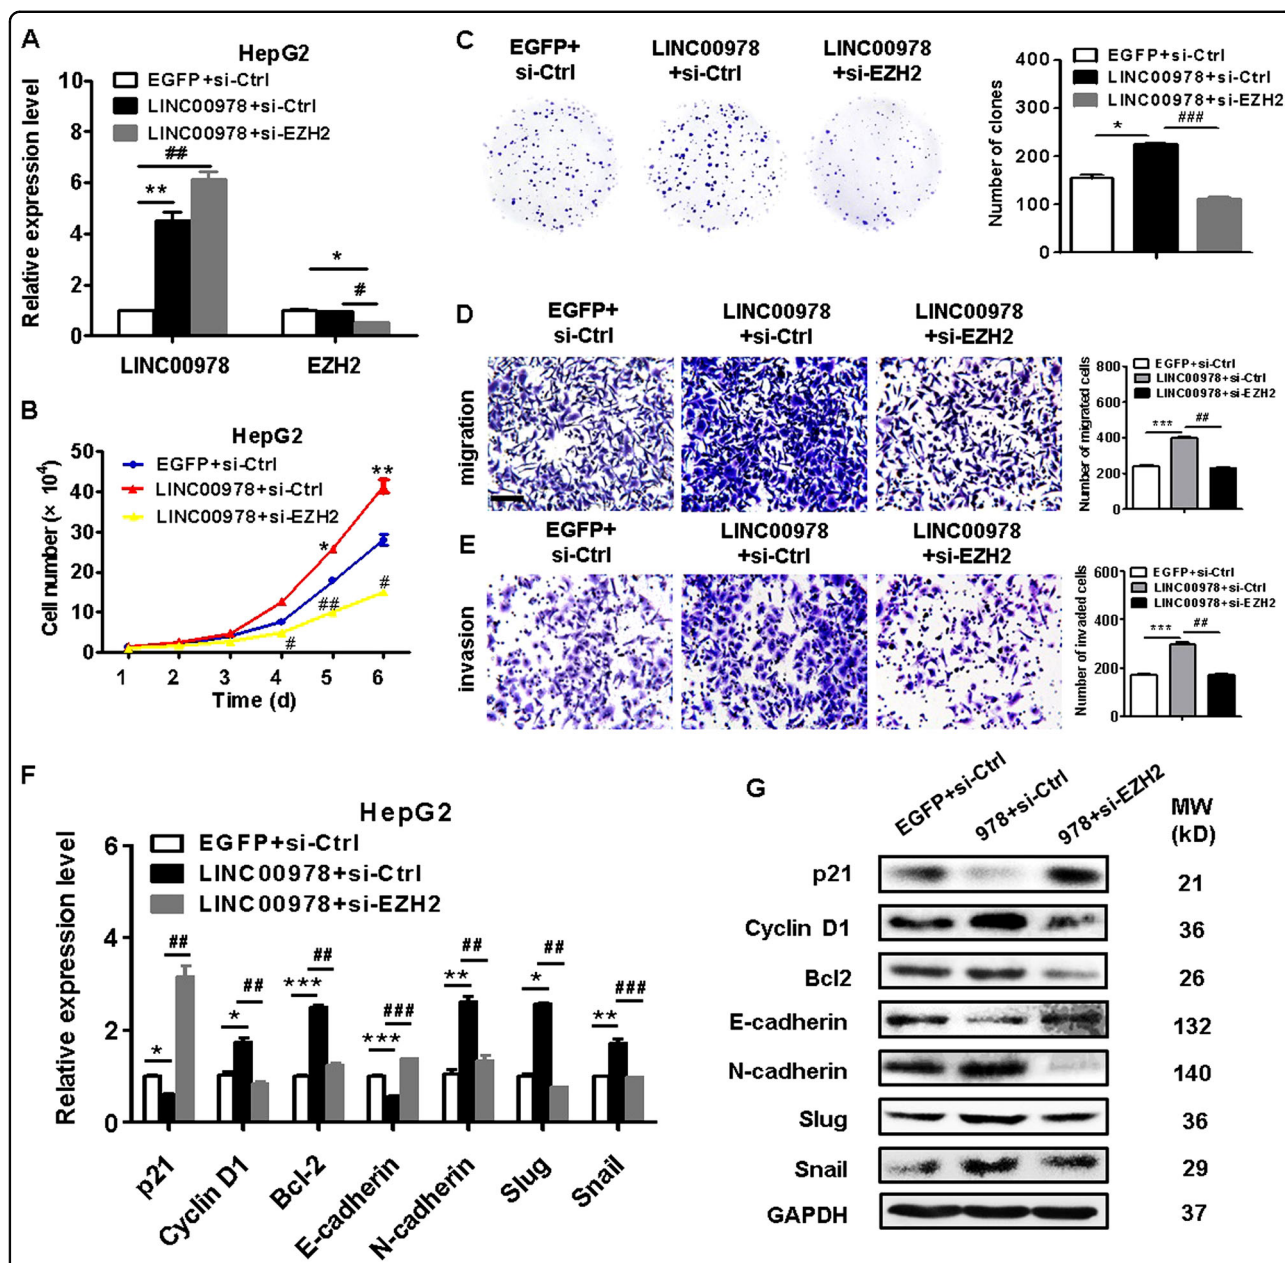 A
HepG2
EGFP+si-Ctrl
LINC00978+si-Ctrl
LINC00978+si-EZH2
Relative expression level
10
8
6
4
2
0
##
**
*
#
LINC00978
EZH2
B
HepG2
EGFP+si-Ctrl
LINC00978+si-Ctrl
LINC00978+si-EZH2
Cell number (× 10⁴)
50
40
30
20
10
0
**
*
##
#
#
1 2 3 4 5 6
Time (d)
C
EGFP+
si-Ctrl
LINC00978
+si-Ctrl
LINC00978
+si-EZH2
EGFP+si-Ctrl
LINC00978+si-Ctrl
LINC00978+si-EZH2
Number of clones
400
300
200
100
0
*
###
D
EGFP+
si-Ctrl
LINC00978
+si-Ctrl
LINC00978
+si-EZH2
migration
EGFP+si-Ctrl
LINC00978+si-Ctrl
LINC00978+si-EZH2
Number of migrated cells
800
600
400
200
0
***
##
E
EGFP+
si-Ctrl
LINC00978
+si-Ctrl
LINC00978
+si-EZH2
invasion
EGFP+si-Ctrl
LINC00978+si-Ctrl
LINC00978+si-EZH2
Number of invaded cells
600
400
200
0
***
##
F
HepG2
EGFP+si-Ctrl
LINC00978+si-Ctrl
LINC00978+si-EZH2
Relative expression level
6
4
2
0
* ##
* ##
*** ##
*** ###
** ##
* ##
** ###
p21
Cyclin D1
Bcl-2
E-cadherin
N-cadherin
Slug
Snail
G
EGFP+si-Ctrl
978+si-Ctrl
978+si-EZH2
MW
(kD)
p21 21
Cyclin D1 36
Bcl2 26
E-cadherin 132
N-cadherin 140
Slug 36
Snail 29
GAPDH 37